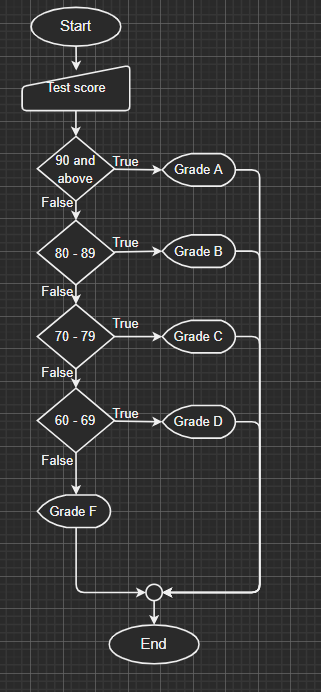 Start
Test score
90 and
above
True
Grade A
False
80 - 89
True
Grade B
False
70 - 79
True
Grade C
False
60 - 69
True
Grade D
False
Grade F
End